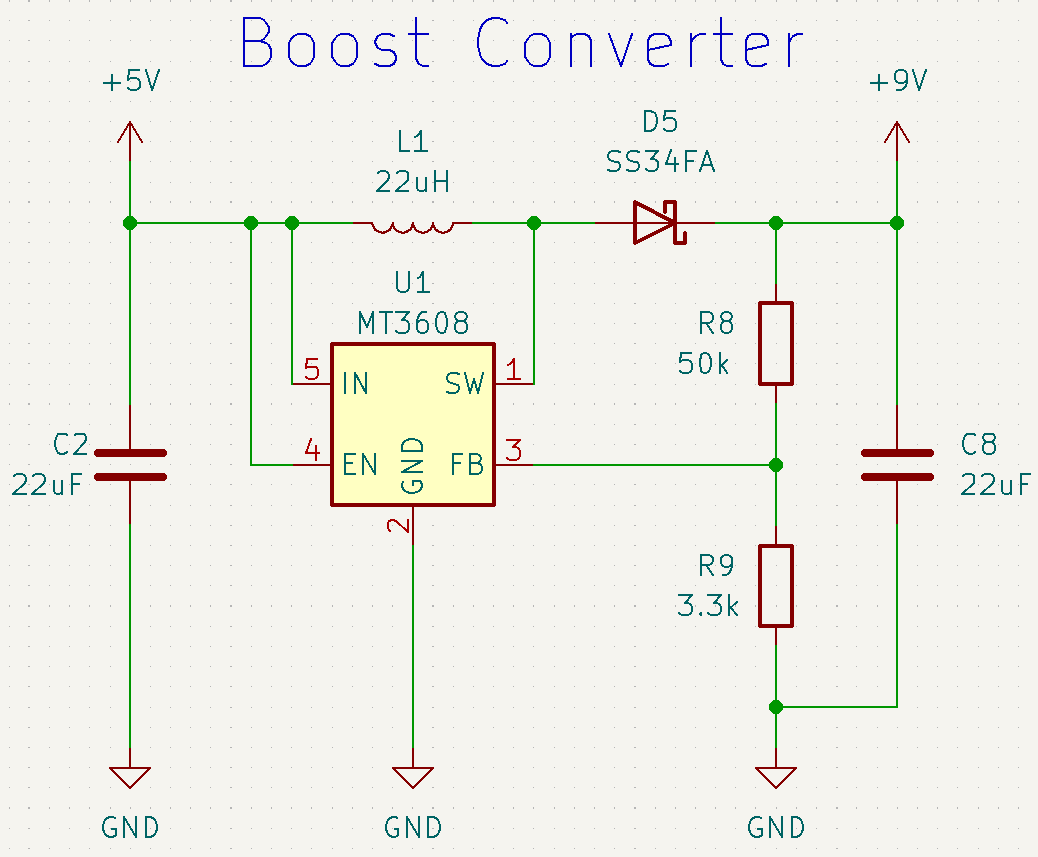 Boost Converter
+5V
+9V
L1
22uH
D5
SS34FA
U1
MT3608
5
IN
SW
1
4
EN
GND
FB
3
2
R8
50k
C2
22uF
C8
22uF
R9
3.3k
GND
GND
GND